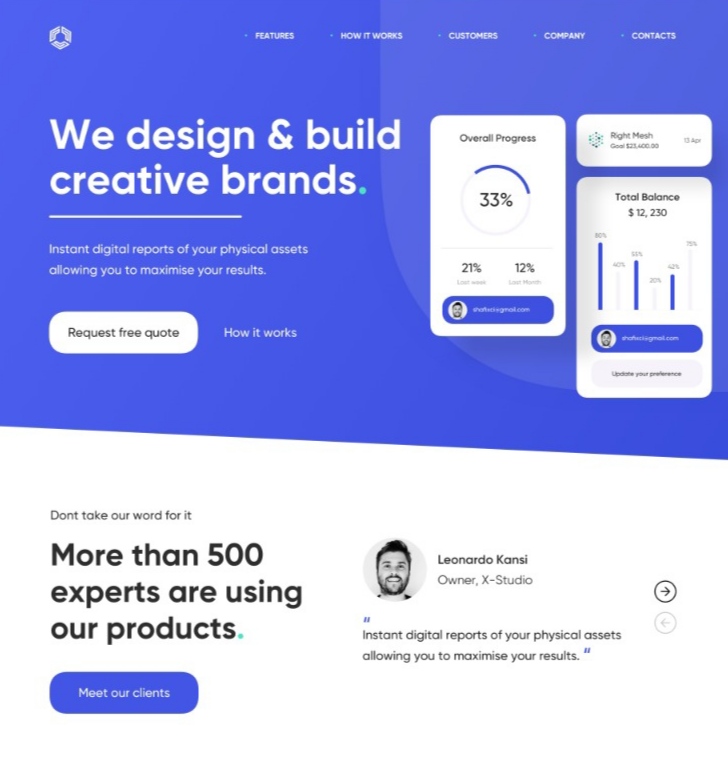 FEATURES
HOW IT WORKS
CUSTOMERS
COMPANY
CONTACTS
We design & build
creative brands.
Instant digital reports of your physical assets
allowing you to maximise your results.
Request free quote
How it works
Overall Progress
33%
21%
12%
Last week
Last Month
shafixci@gmail.com
Right Mesh
Goal $23,400.00
13 Apr
Total Balance
$ 12, 230
80%
40%
55%
20%
42%
75%
shafixci@gmail.com
Update your preference
Dont take our word for it
More than 500
experts are using
our products.
Meet our clients
Leonardo Kansi
Owner, X-Studio
"
Instant digital reports of your physical assets
allowing you to maximise your results. "